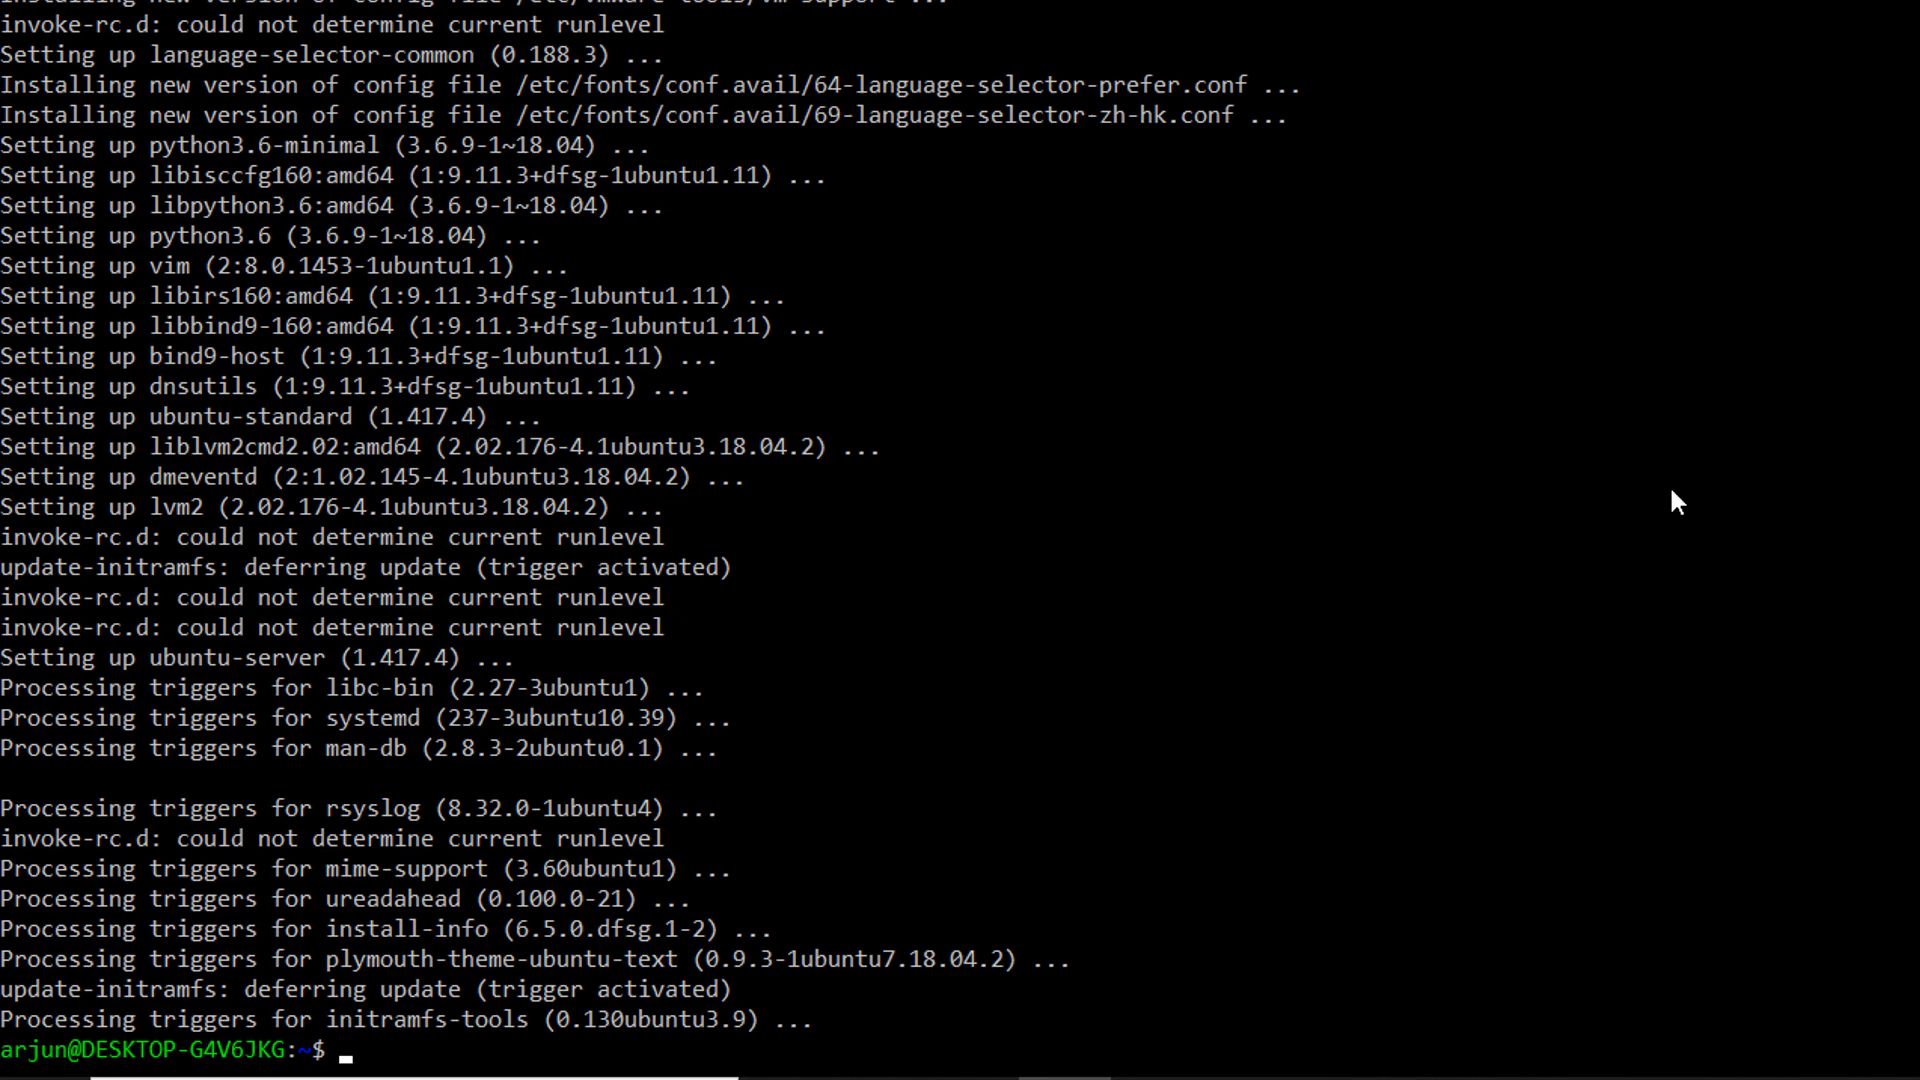 Installing new version of config file /etc/vmware-tools/vm-support ...
invoke-rc.d: could not determine current runlevel
Setting up language-selector-common (0.188.3) ...
Installing new version of config file /etc/fonts/conf.avail/64-language-selector-prefer.conf ...
Installing new version of config file /etc/fonts/conf.avail/69-language-selector-zh-hk.conf ...
Setting up python3.6-minimal (3.6.9-1~18.04) ...
Setting up libisccfg160:amd64 (1:9.11.3+dfsg-1ubuntu1.11) ...
Setting up libpython3.6:amd64 (3.6.9-1~18.04) ...
Setting up python3.6 (3.6.9-1~18.04) ...
Setting up vim (2:8.0.1453-1ubuntu1.1) ...
Setting up libirs160:amd64 (1:9.11.3+dfsg-1ubuntu1.11) ...
Setting up libbind9-160:amd64 (1:9.11.3+dfsg-1ubuntu1.11) ...
Setting up bind9-host (1:9.11.3+dfsg-1ubuntu1.11) ...
Setting up dnsutils (1:9.11.3+dfsg-1ubuntu1.11) ...
Setting up ubuntu-standard (1.417.4) ...
Setting up liblvm2cmd2.02:amd64 (2.02.176-4.1ubuntu3.18.04.2) ...
Setting up dmeventd (2:1.02.145-4.1ubuntu3.18.04.2) ...
Setting up lvm2 (2.02.176-4.1ubuntu3.18.04.2) ...
invoke-rc.d: could not determine current runlevel
update-initramfs: deferring update (trigger activated)
invoke-rc.d: could not determine current runlevel
invoke-rc.d: could not determine current runlevel
Setting up ubuntu-server (1.417.4) ...
Processing triggers for libc-bin (2.27-3ubuntu1) ...
Processing triggers for systemd (237-3ubuntu10.39) ...
Processing triggers for man-db (2.8.3-2ubuntu0.1) ...
Processing triggers for rsyslog (8.32.0-1ubuntu4) ...
invoke-rc.d: could not determine current runlevel
Processing triggers for mime-support (3.60ubuntu1) ...
Processing triggers for ureadahead (0.100.0-21) ...
Processing triggers for install-info (6.5.0.dfsg.1-2) ...
Processing triggers for plymouth-theme-ubuntu-text (0.9.3-1ubuntu7.18.04.2) ...
update-initramfs: deferring update (trigger activated)
Processing triggers for initramfs-tools (0.130ubuntu3.9) ...
arjun@DESKTOP-G4V6JKG:~$